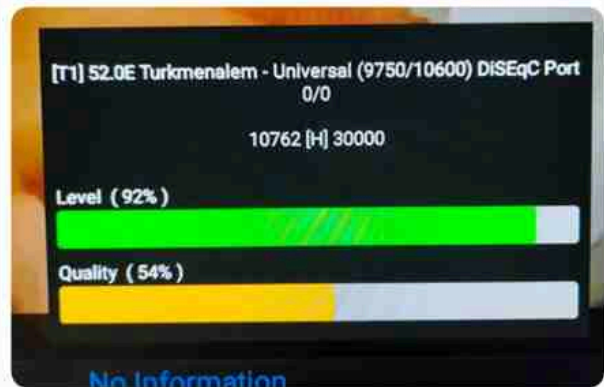 [T1] 52.0E Turkmenalem - Universal (9750/10600) DiSEqC Port
0/0
10762 [H] 30000
Level ( 92% )
Quality ( 54% )
No Information